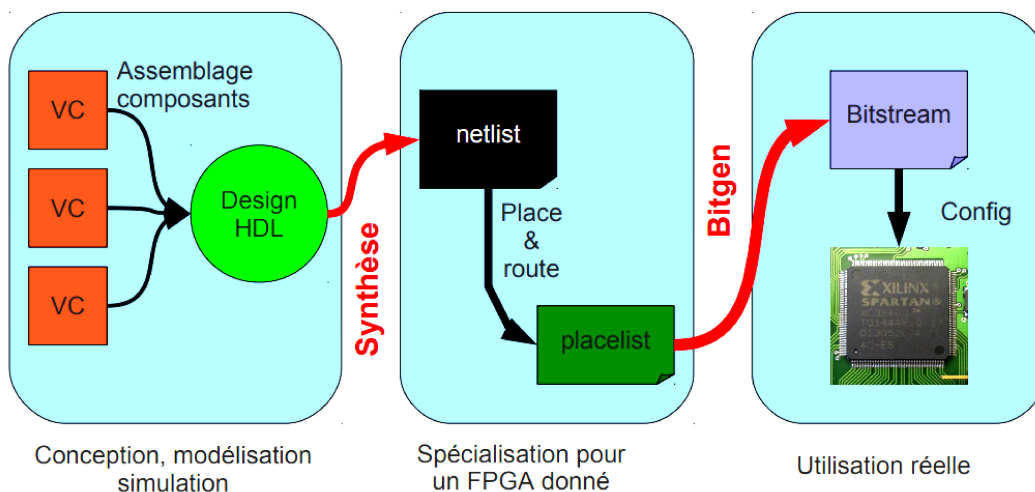 Assemblage
composants
VC
VC
VC
Design
HDL
Synthèse
netlist
Place
&
route
placelist
Bitgen
Bitstream
Config
XILINX
SPARTAN
Conception, modélisation
simulation
Spécialisation pour
un FPGA donné
Utilisation réelle